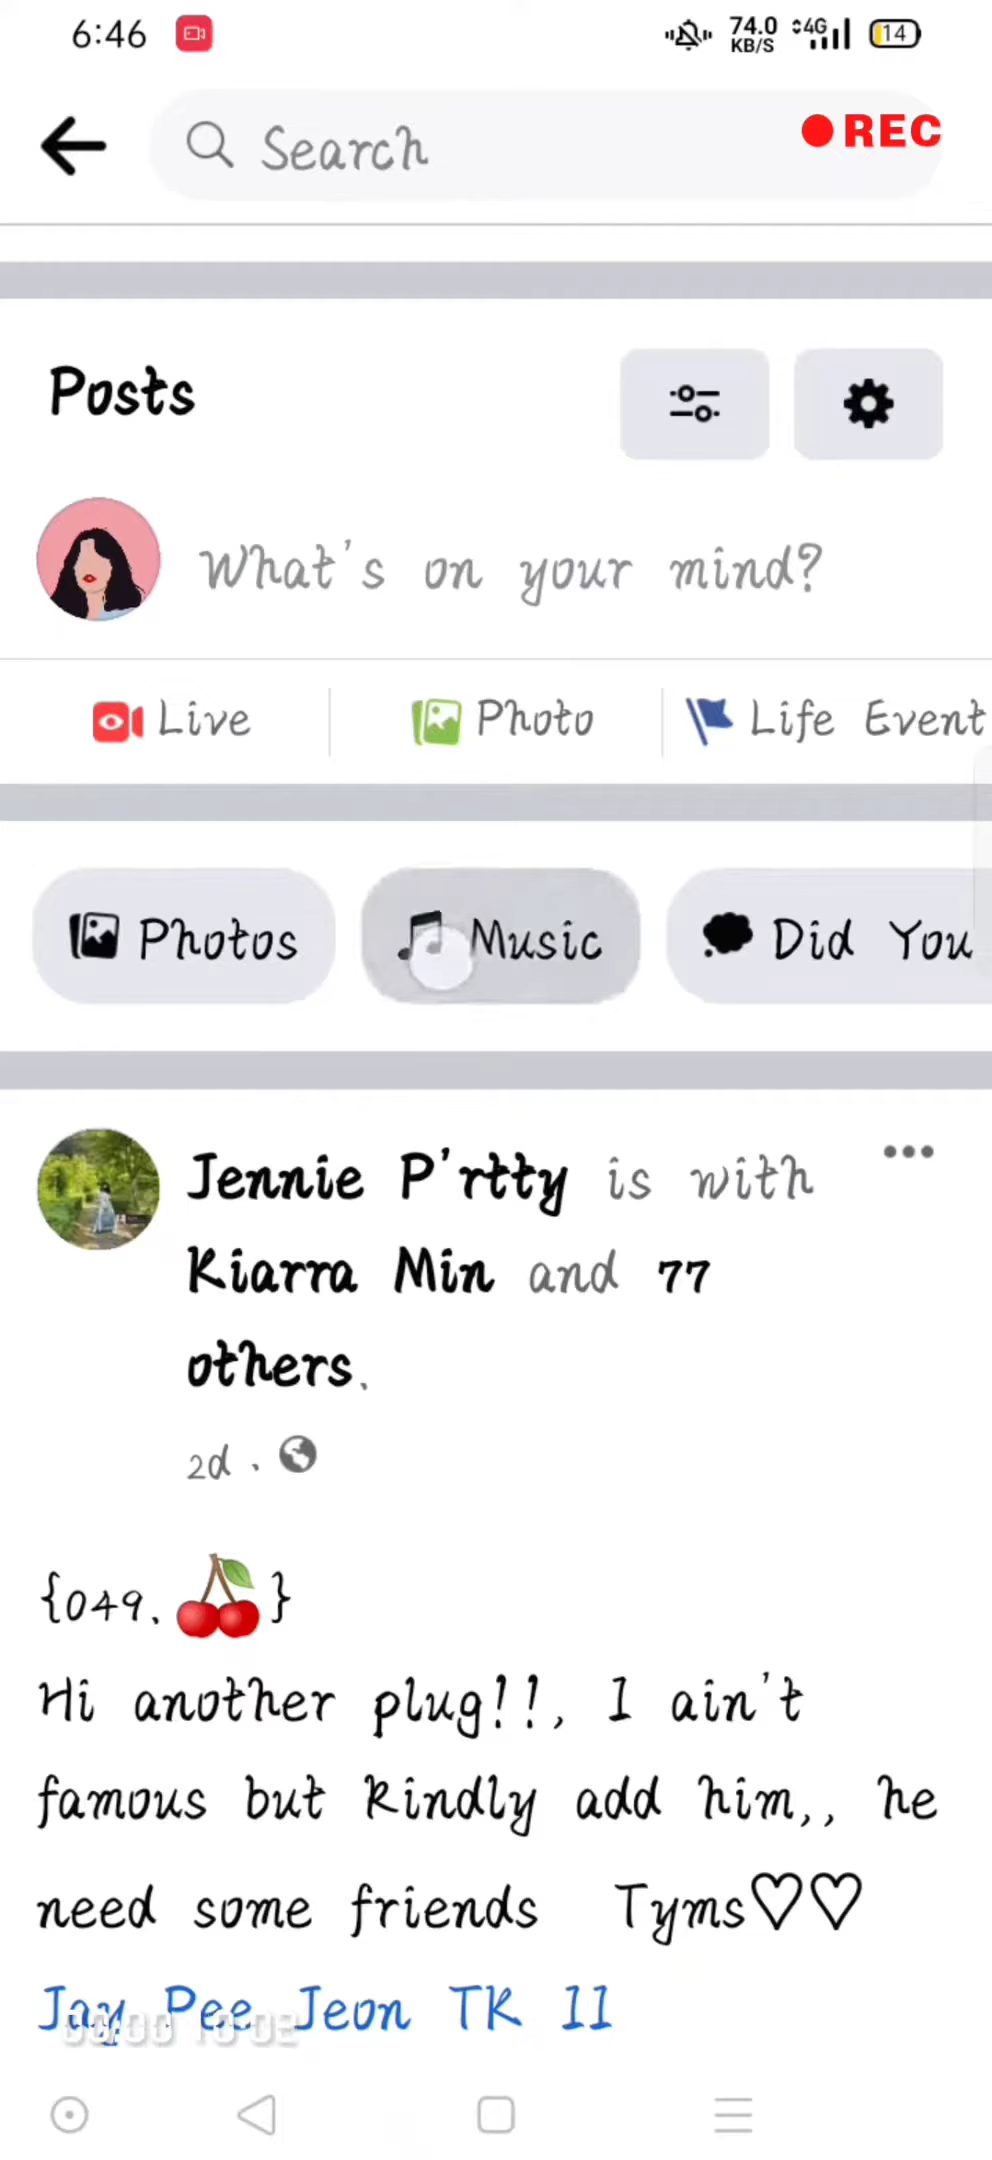 6:46 74.0 KB/S 4G 14
Search REC
Posts
What's on your mind?
Live Photo Life Event
Photos Music Did You
Jennie P'rtty is with
Kiarra Min and 77
others.
2d .
{049.🍒}
Hi another plug!!, I ain't
famous but kindly add him,, he
need some friends Tyms♡♡
Jay Pee Jeon TK II